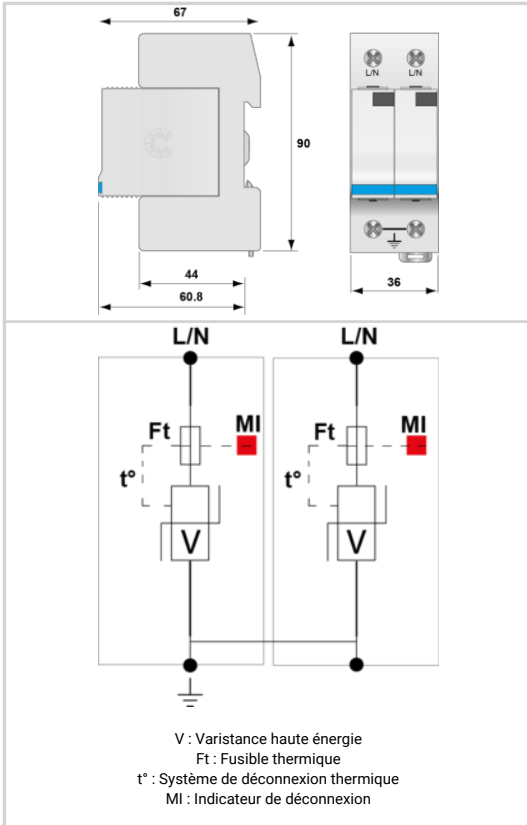 67
90
44
60.8
L/N L/N
36
L/N L/N
Ft MI Ft MI
t° t°
V V
V : Varistance haute énergie
Ft : Fusible thermique
t° : Système de déconnexion thermique
MI : Indicateur de déconnexion